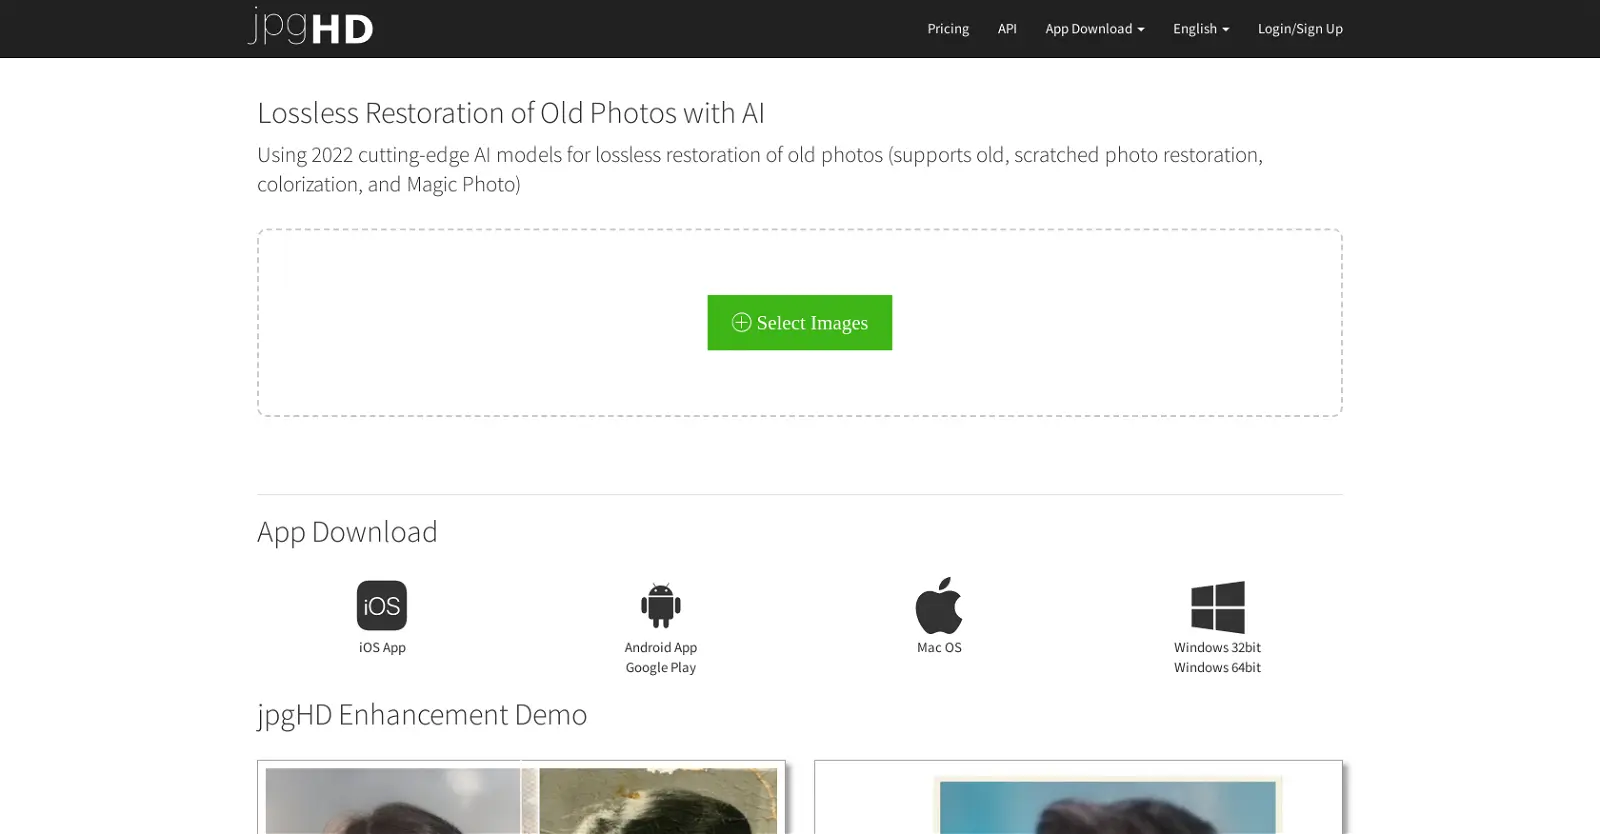 jpgHD
Pricing
API
App Download
English
Login/Sign Up
Lossless Restoration of Old Photos with AI
Using 2022 cutting-edge AI models for lossless restoration of old photos (supports old, scratched photo restoration,
colorization, and Magic Photo)
Select Images
App Download
iOS
iOS App
Android App
Google Play
Mac OS
Windows 32bit
Windows 64bit
jpgHD Enhancement Demo